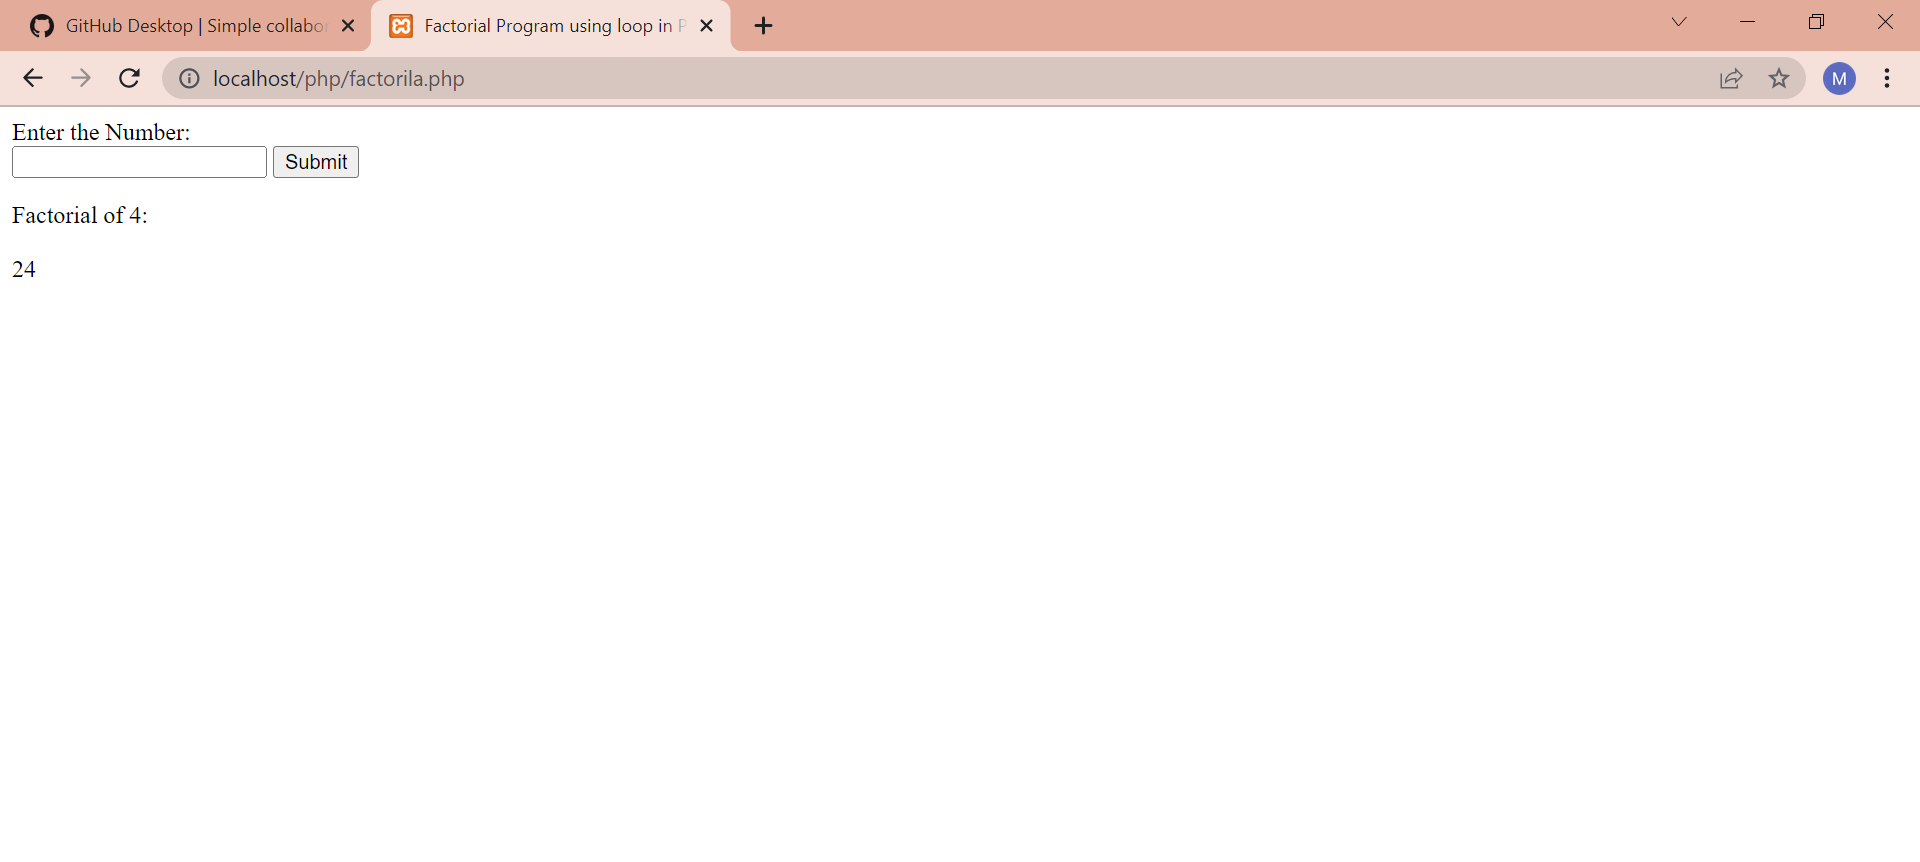 GitHub Desktop | Simple collabo
Factorial Program using loop in P
localhost/php/factorila.php
M
Enter the Number:
Submit
Factorial of 4:
24